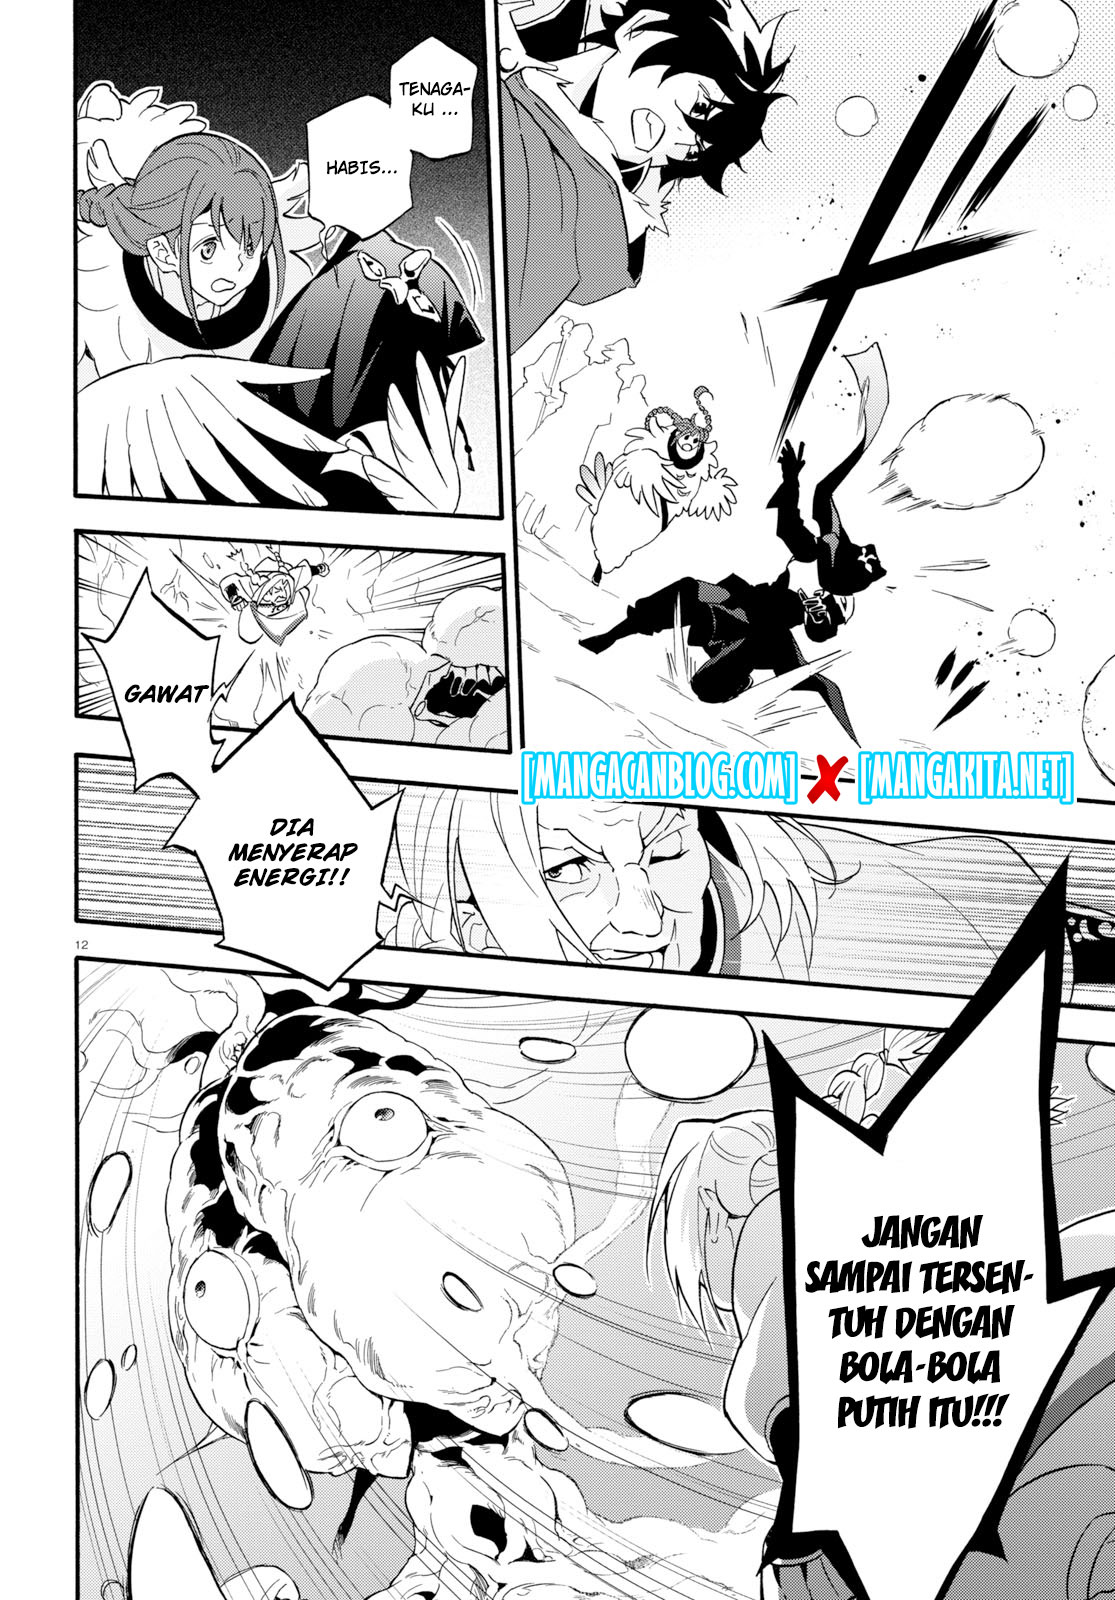 TENAGA-
KU ...
HABIS...
GAWAT
DIA
MENYERAP
ENERGI!!
[MANGACANBLOG.COM] X [MANGAKITA.NET]
12
JANGAN
SAMPAI TERSEN-
TUH DENGAN
BOLA-BOLA
PUTIH ITU!!!